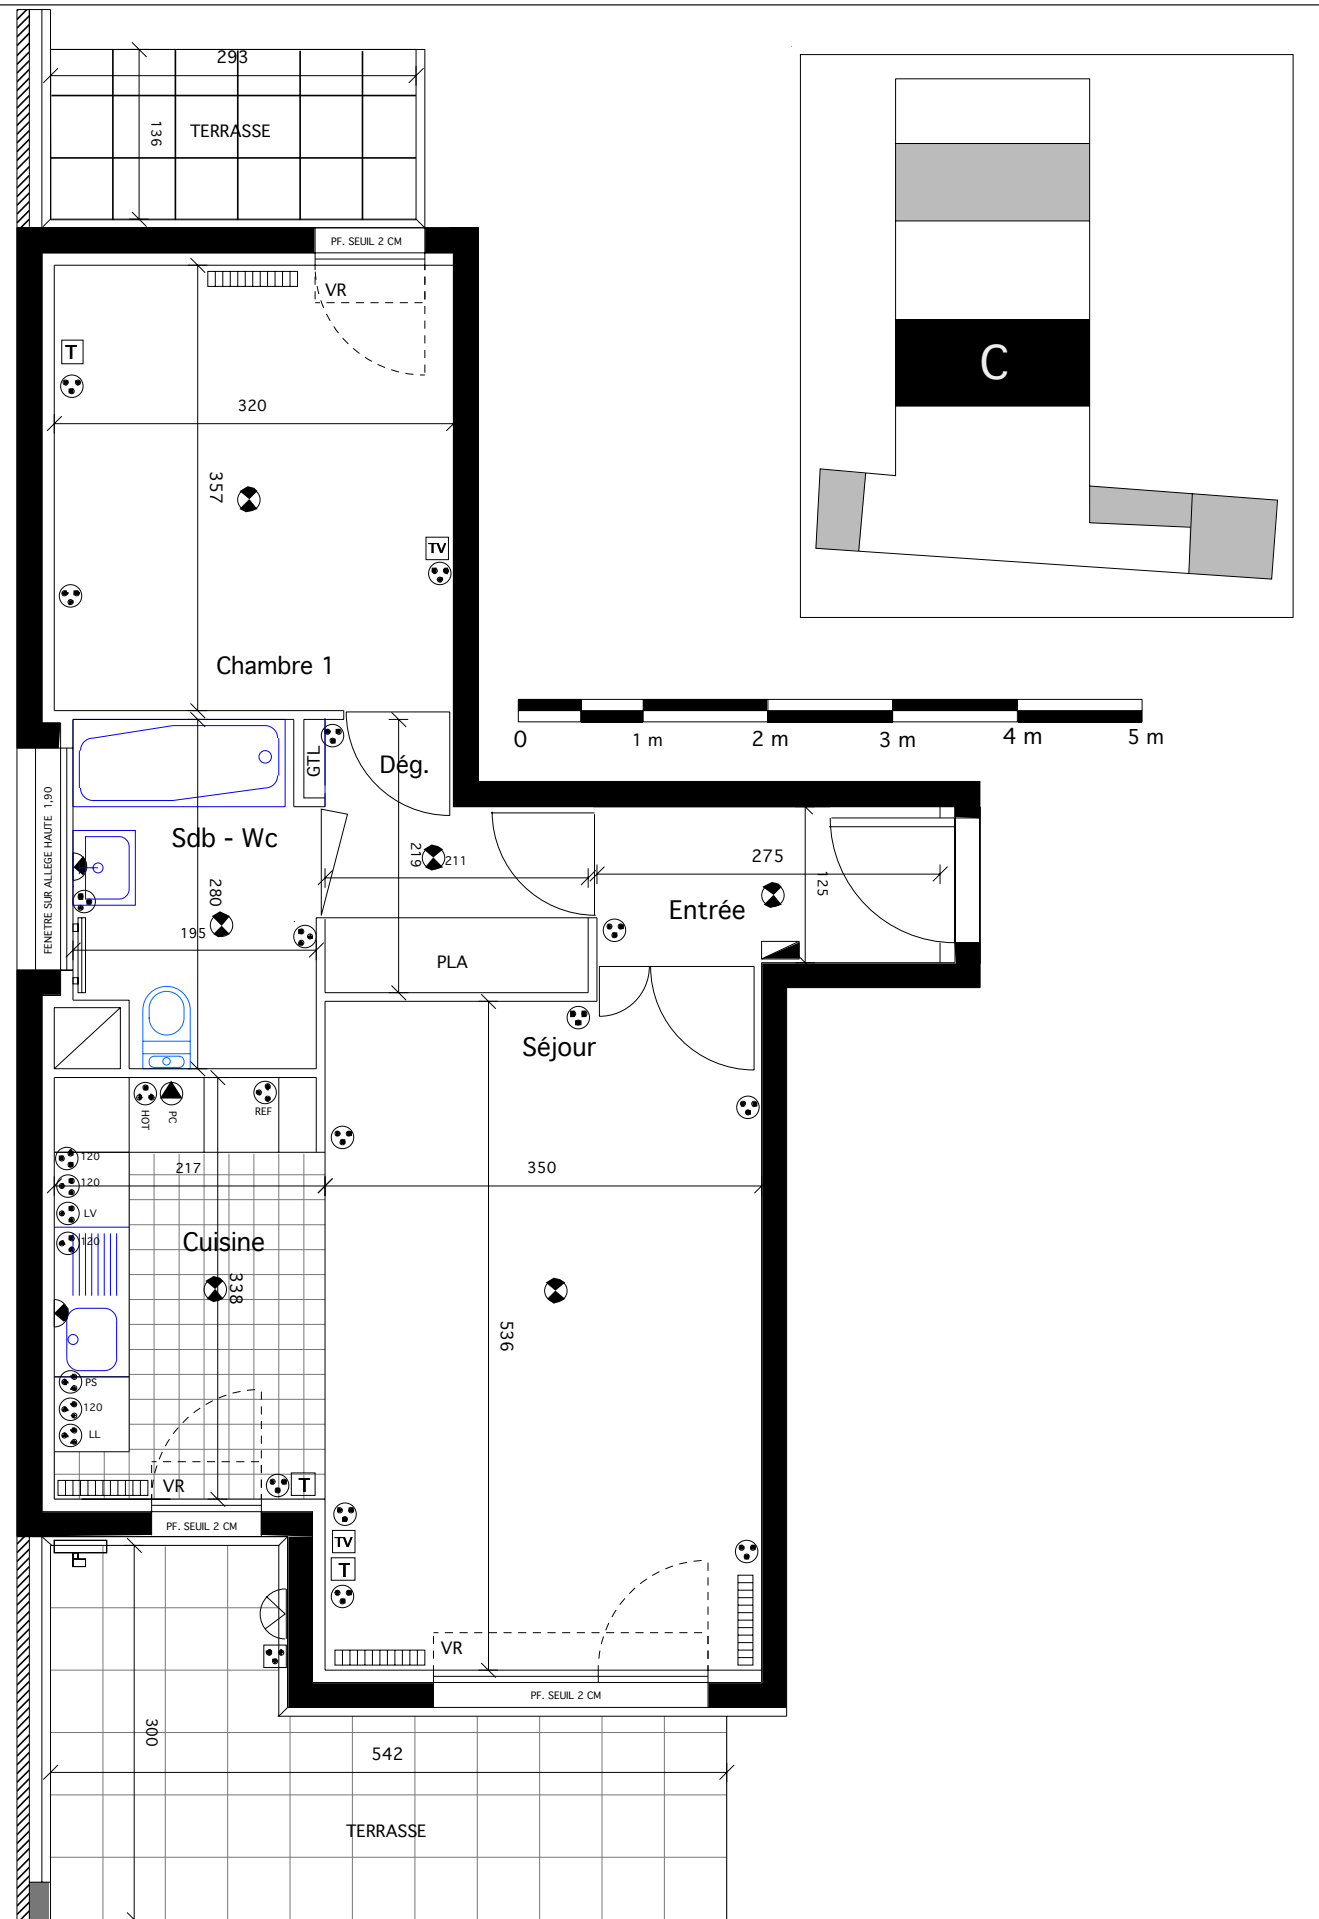 293
136
TERRASSE
PF. SEUIL 2 CM
VR
T
320
357
TV
Chambre 1
C
0
1 m
2 m
3 m
4 m
5 m
GTL
Dég.
FENETRE SUR ALLEGE HAUTE 1,90
Sdb - Wc
219
211
275
125
280
195
Entrée
PLA
Séjour
HOT
PC
REF
120
217
350
120
LV
120
Cuisine
338
536
PS
120
LL
VR
T
PF. SEUIL 2 CM
TV
T
VR
PF. SEUIL 2 CM
300
542
TERRASSE